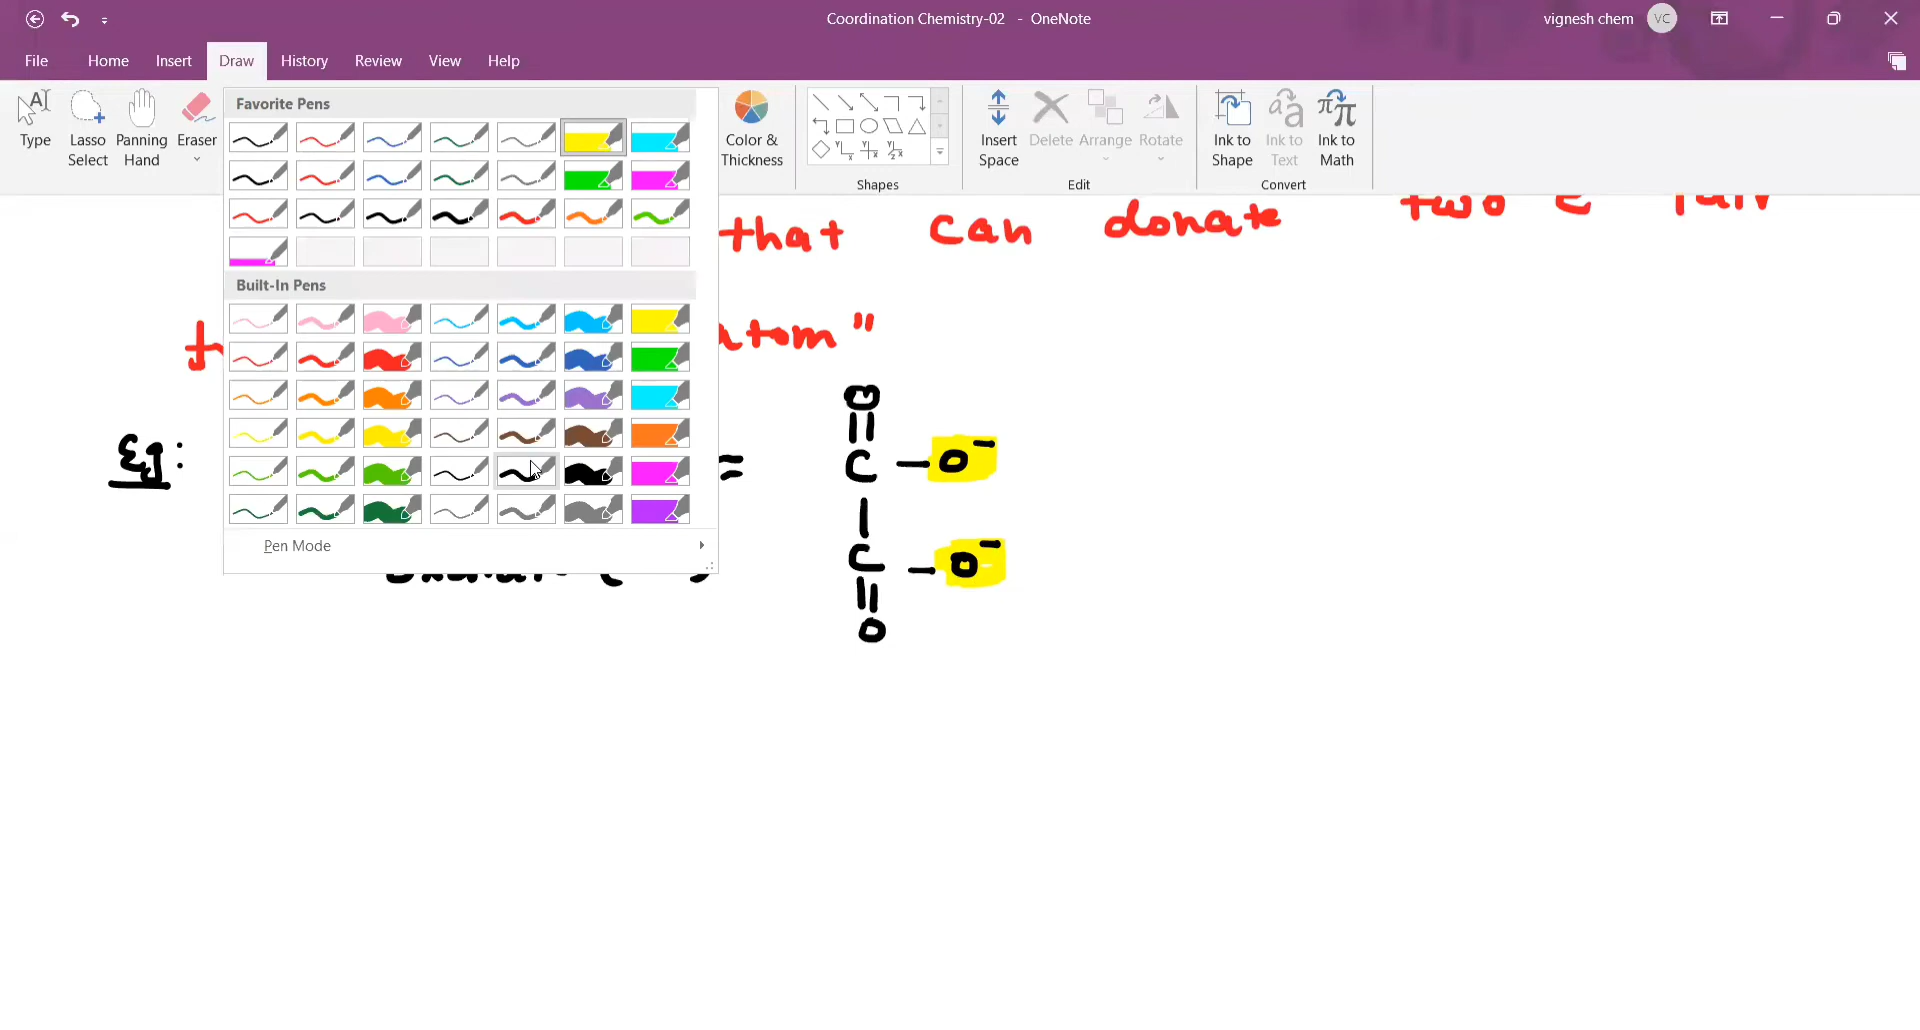 Coordination Chemistry-02 - OneNote
vignesh chem VC
File Home Insert Draw History Review View Help
Type
Lasso Select
Panning Hand
Eraser
Favorite Pens
Built-In Pens
Pen Mode
Color & Thickness
Shapes
Insert Space
Delete
Arrange
Rotate
Edit
Ink to Shape
Ink to Text
Ink to Math
Convert
that can donate two
atom"
Eg: =
O
||
C — O⁻
|
C — O⁻
||
O